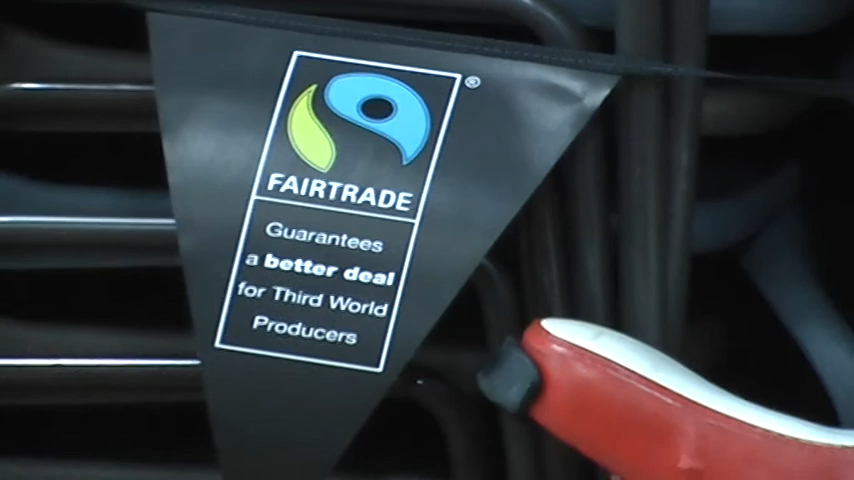 ®
FAIRTRADE
Guarantees
a better deal
for Third World
Producers